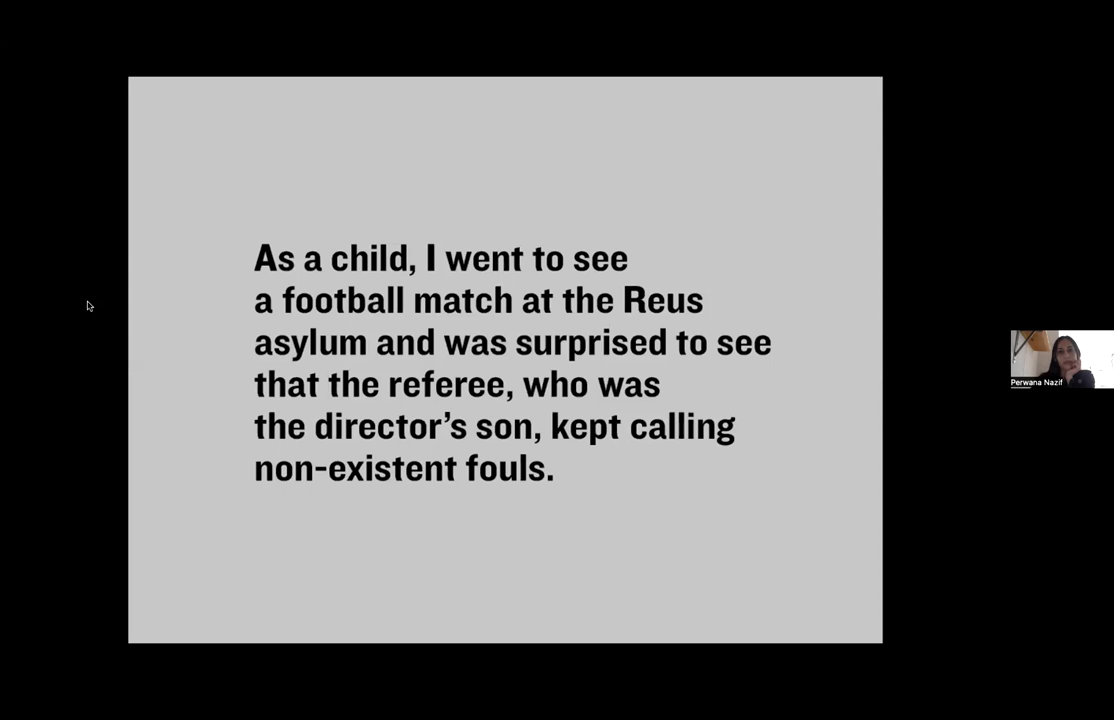 As a child, I went to see
a football match at the Reus
asylum and was surprised to see
that the referee, who was
the director’s son, kept calling
non-existent fouls.
Perwana Nazif